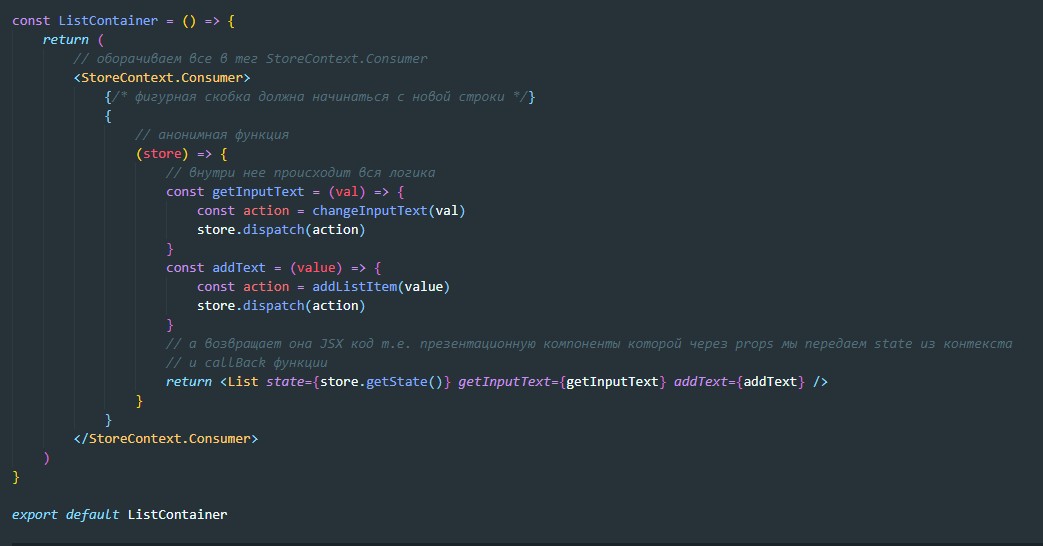 const ListContainer = () => {
return (
// оборачиваем все в тег StoreContext.Consumer
<StoreContext.Consumer>
{/* фигурная скобка должна начинаться с новой строки */}
{
// анонимная функция
(store) => {
// внутри нее происходит вся логика
const getInputText = (val) => {
const action = changeInputText(val)
store.dispatch(action)
}
const addText = (value) => {
const action = addListItem(value)
store.dispatch(action)
}
// а возвращает она JSX код т.е. презентационную компоненты которой через props мы передаем state из контекста
// и callBack функции
return <List state={store.getState()} getInputText={getInputText} addText={addText} />
}
}
</StoreContext.Consumer>
)
}
export default ListContainer